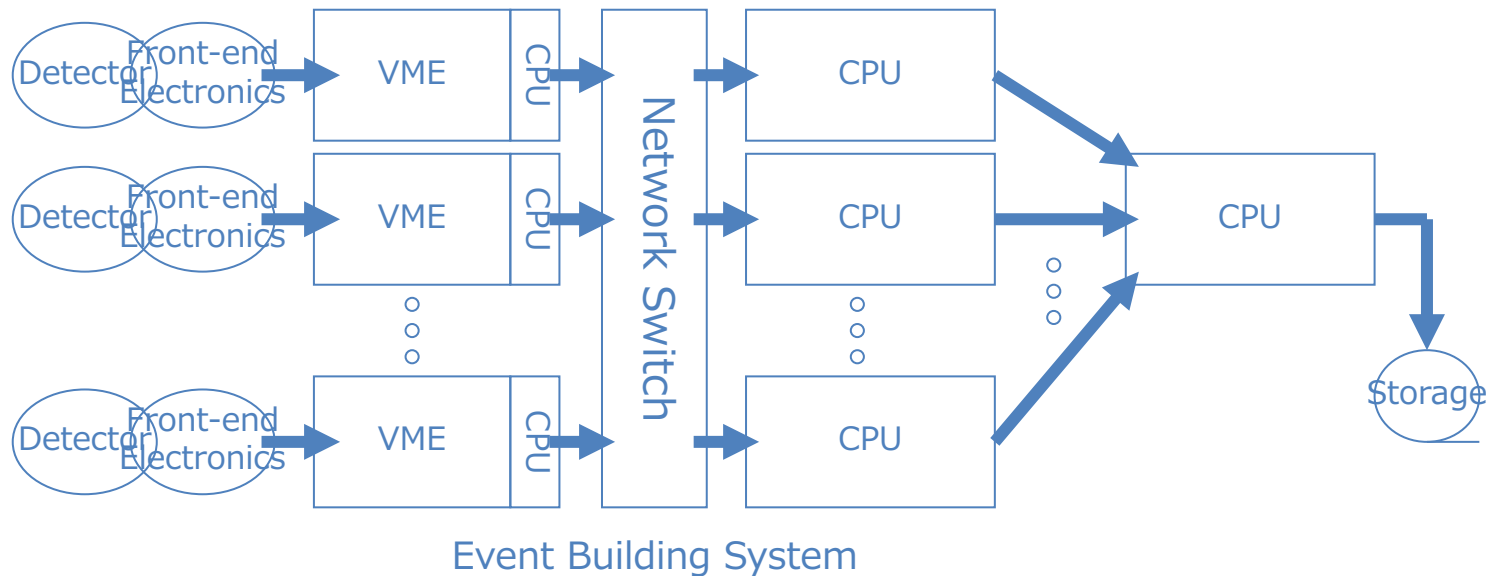 Detector
Front-end
Electronics
VME
CPU
CPU
Detector
Front-end
Electronics
VME
CPU
CPU
CPU
Detector
Front-end
Electronics
VME
CPU
CPU
Network Switch
Storage
Event Building System